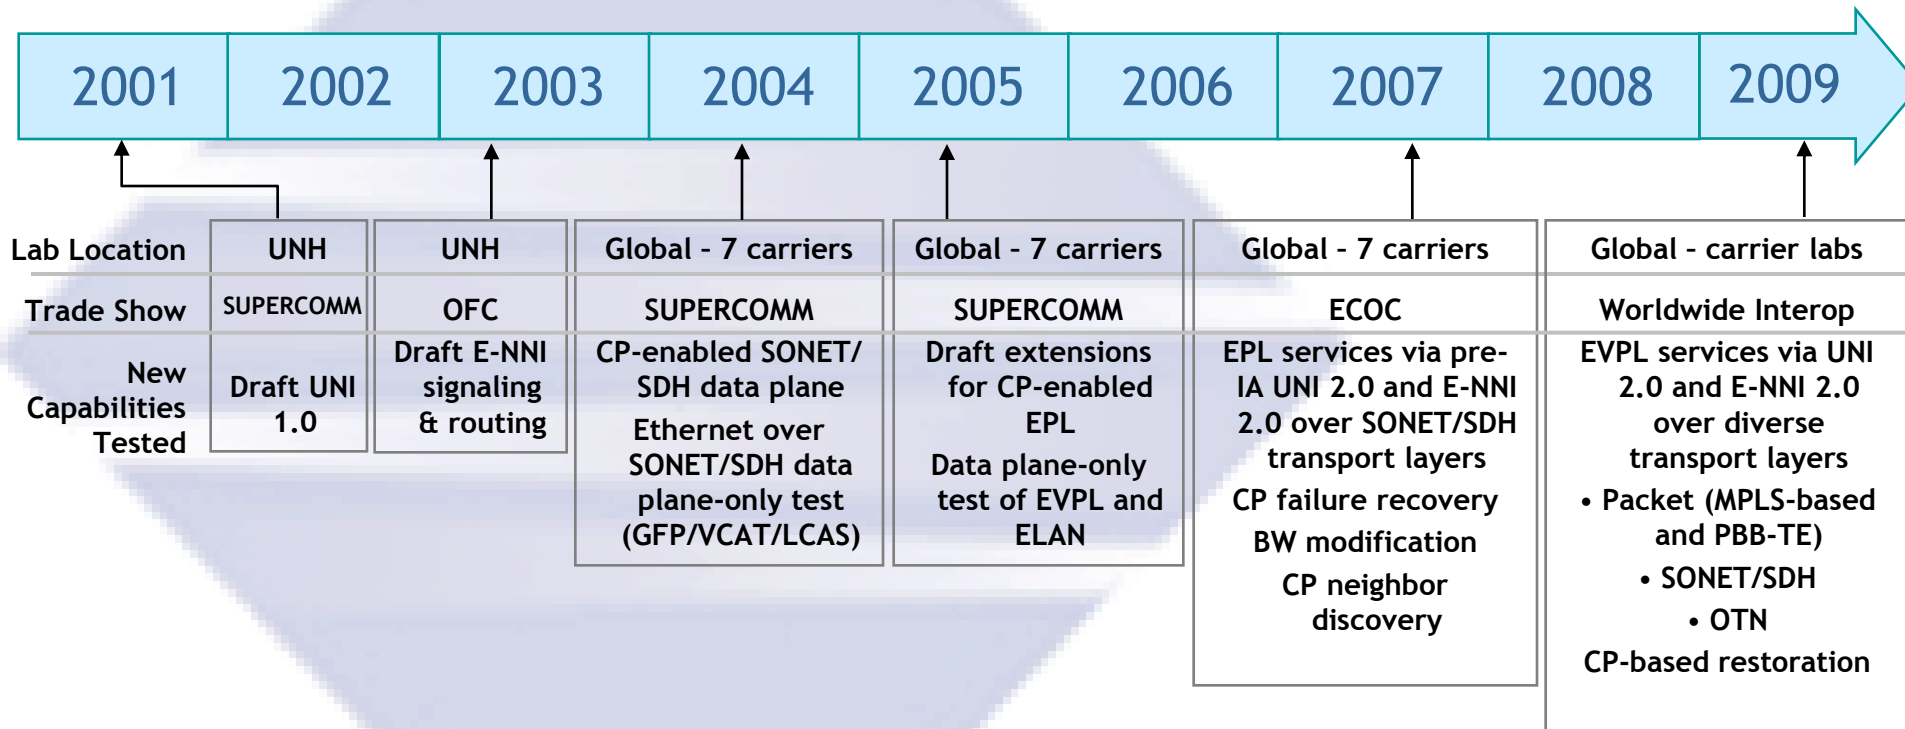 2001 2002 2003 2004 2005 2006 2007 2008 2009
Lab Location
UNH
UNH
Global – 7 carriers
Global – 7 carriers
Global – 7 carriers
Global – carrier labs
Trade Show
SUPERCOMM
OFC
SUPERCOMM
SUPERCOMM
ECOC
Worldwide Interop
New
Capabilities
Tested
Draft UNI
1.0
Draft E-NNI
signaling
& routing
CP-enabled SONET/
SDH data plane
Ethernet over
SONET/SDH data
plane-only test
(GFP/VCAT/LCAS)
Draft extensions
for CP-enabled
EPL
Data plane-only
test of EVPL and
ELAN
EPL services via pre-
IA UNI 2.0 and E-NNI
2.0 over SONET/SDH
transport layers
CP failure recovery
BW modification
CP neighbor
discovery
EVPL services via UNI
2.0 and E-NNI 2.0
over diverse
transport layers
• Packet (MPLS-based
and PBB-TE)
• SONET/SDH
• OTN
CP-based restoration